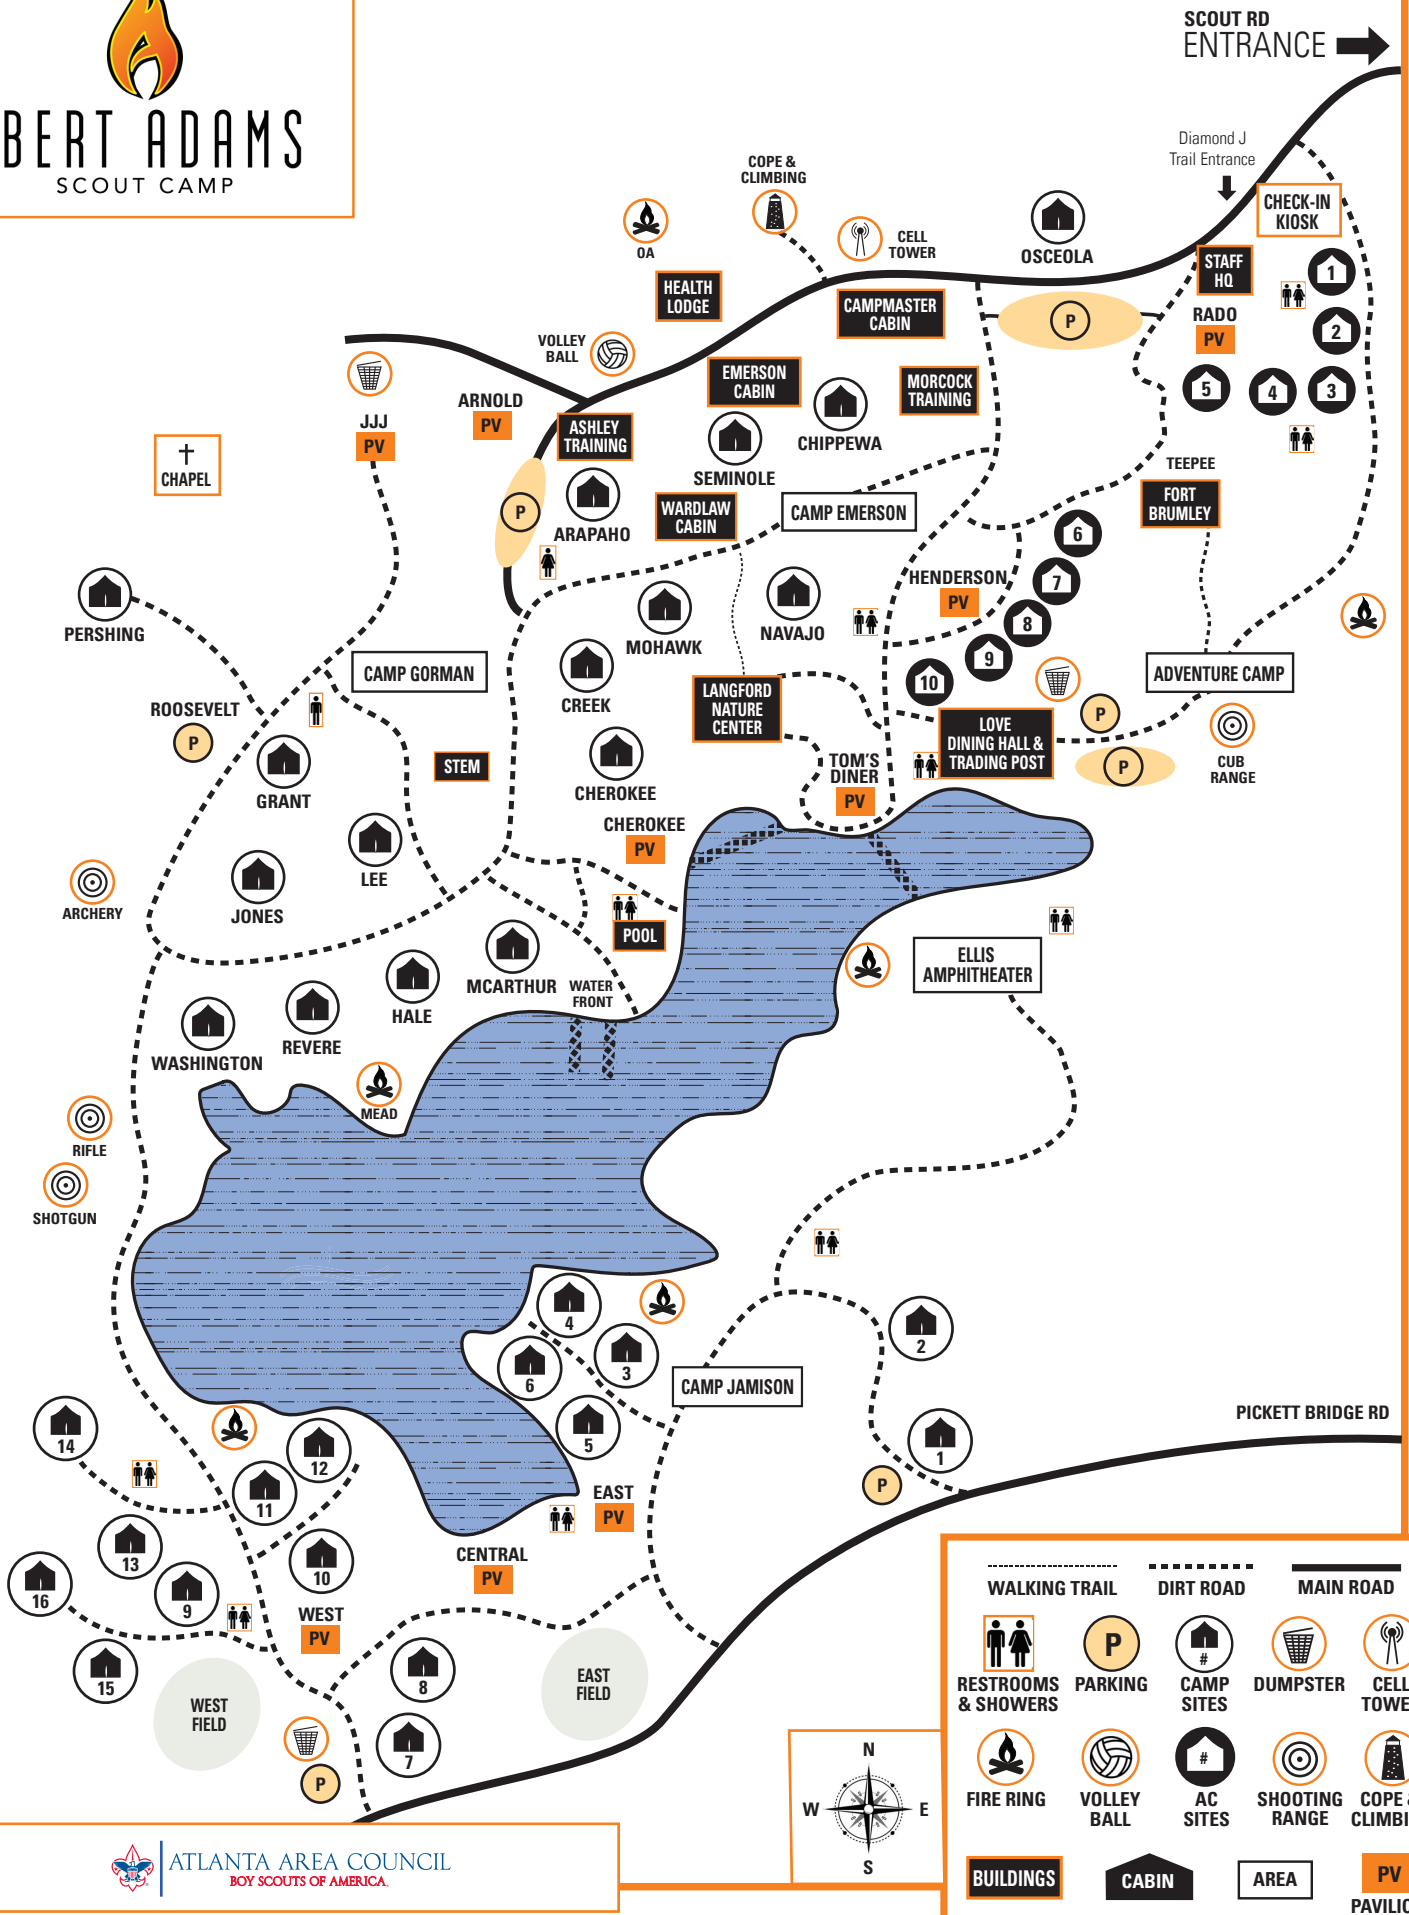 BERT ADAMS
SCOUT CAMP
SCOUT RD
ENTRANCE
Diamond J
Trail Entrance
CHECK-IN
KIOSK
COPE &
CLIMBING
OA
CELL
TOWER
OSCEOLA
STAFF
HQ
1
HEALTH
LODGE
CAMPMASTER
CABIN
P
RADO
PV
2
VOLLEY
BALL
EMERSON
CABIN
MORCOCK
TRAINING
5
4
3
JJJ
PV
ARNOLD
PV
ASHLEY
TRAINING
CHIPPEWA
SEMINOLE
TEEPEE
CHAPEL
P
ARAPAHO
WARDLAW
CABIN
CAMP EMERSON
FORT
BRUMLEY
6
PERSHING
HENDERSON
PV
7
MOHAWK
NAVAJO
8
9
CAMP GORMAN
CREEK
LANGFORD
NATURE
CENTER
10
ADVENTURE CAMP
ROOSEVELT
P
LOVE
DINING HALL &
TRADING POST
P
P
CUB
RANGE
STEM
GRANT
CHEROKEE
TOM'S
DINER
PV
CHEROKEE
PV
LEE
ARCHERY
JONES
POOL
ELLIS
AMPHITHEATER
MCARTHUR
WATER
FRONT
HALE
REVERE
WASHINGTON
MEAD
RIFLE
SHOTGUN
4
3
2
6
CAMP JAMISON
5
1
PICKETT BRIDGE RD
P
14
12
11
EAST
PV
13
10
CENTRAL
PV
16
9
WEST
PV
15
8
EAST
FIELD
WEST
FIELD
7
P
WALKING TRAIL
DIRT ROAD
MAIN ROAD
P
#
RESTROOMS
& SHOWERS
PARKING
CAMP
SITES
DUMPSTER
CELL
TOWE
#
FIRE RING
VOLLEY
BALL
AC
SITES
SHOOTING
RANGE
COPE &
CLIMBI
BUILDINGS
CABIN
AREA
PV
PAVILIO
N
W
E
S
ATLANTA AREA COUNCIL
BOY SCOUTS OF AMERICA